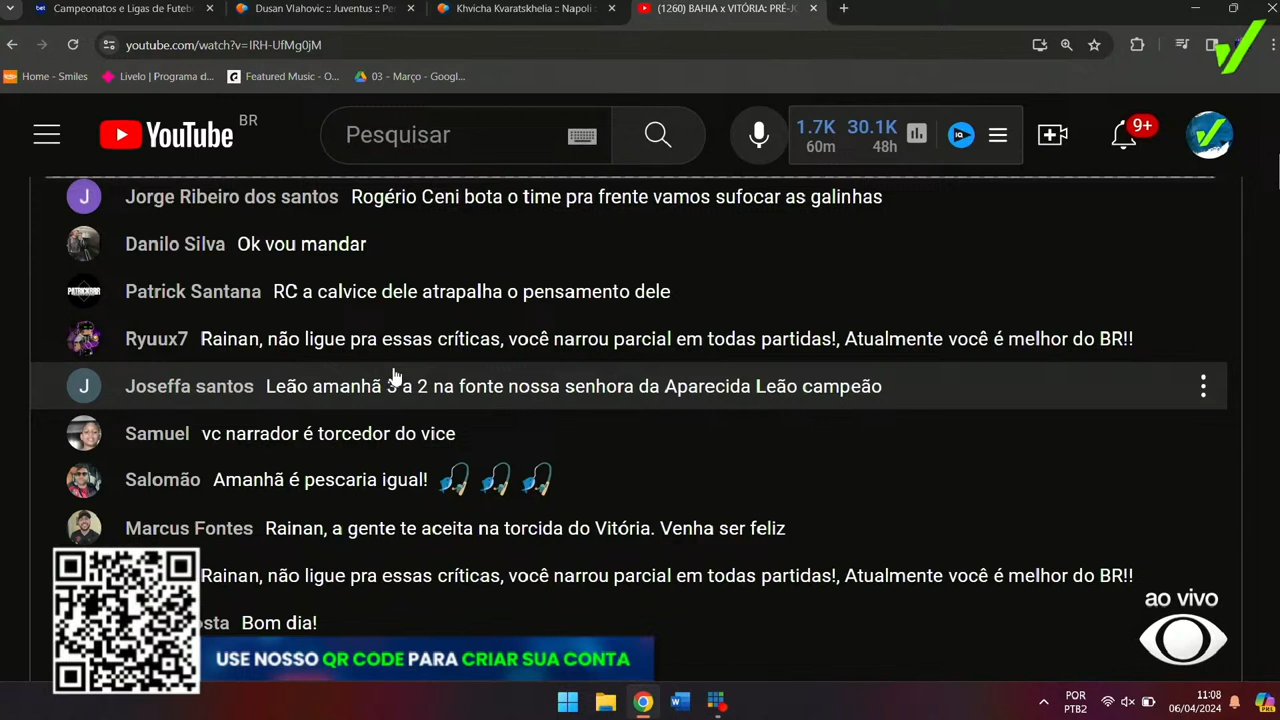 Campeonatos e Ligas de Futeb
Dusan Vlahovic :: Juventus :: Per
Khvicha Kvaratskhelia :: Napoli
(1260) BAHIA x VITÓRIA: PRÉ-JO
youtube.com/watch?v=IRH-UfMg0jM
Home - Smiles
Livelo | Programa d...
Featured Music - O...
03 - Março - Googl...
YouTube BR
Pesquisar
1.7K 30.1K
60m 48h
9+
Jorge Ribeiro dos santos Rogério Ceni bota o time pra frente vamos sufocar as galinhas
Danilo Silva Ok vou mandar
Patrick Santana RC a calvice dele atrapalha o pensamento dele
Ryuux7 Rainan, não ligue pra essas críticas, você narrou parcial em todas partidas!, Atualmente você é melhor do BR!!
Joseffa santos Leão amanhã 3 a 2 na fonte nossa senhora da Aparecida Leão campeão
Samuel vc narrador é torcedor do vice
Salomão Amanhã é pescaria igual!
Marcus Fontes Rainan, a gente te aceita na torcida do Vitória. Venha ser feliz
Rainan, não ligue pra essas críticas, você narrou parcial em todas partidas!, Atualmente você é melhor do BR!!
osta Bom dia!
ao vivo
USE NOSSO QR CODE PARA CRIAR SUA CONTA
POR
PTB2
11:08
06/04/2024